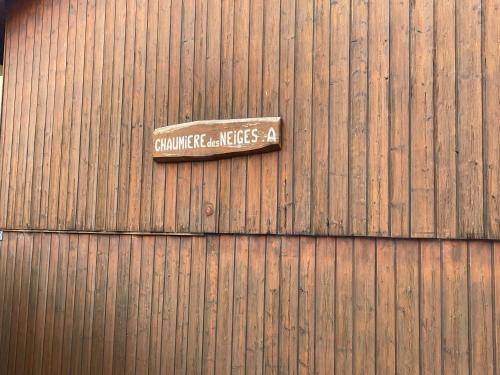 CHAUMIERE des NEIGES .A